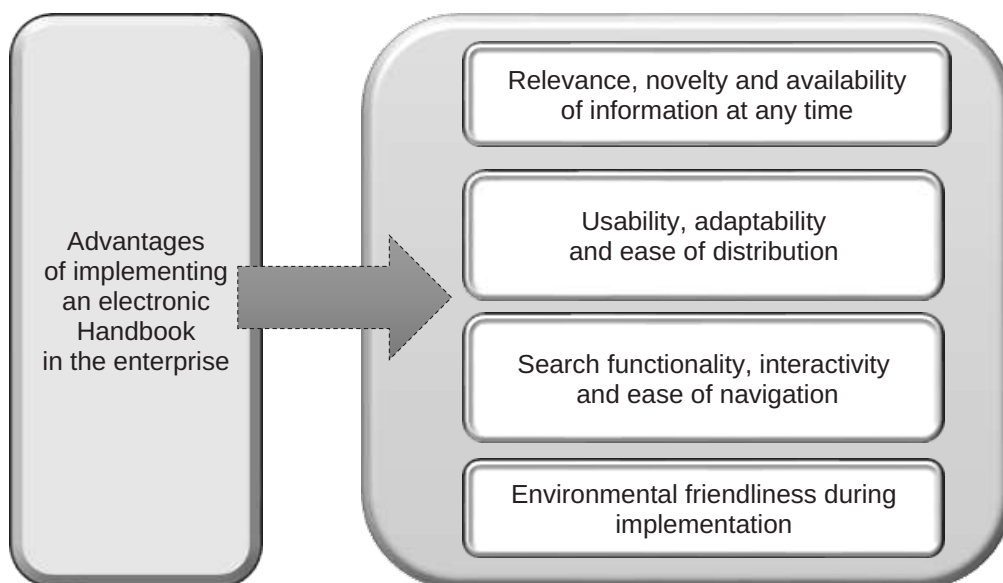 Advantages
of implementing
an electronic
Handbook
in the enterprise
Relevance, novelty and availability
of information at any time
Usability, adaptability
and ease of distribution
Search functionality, interactivity
and ease of navigation
Environmental friendliness during
implementation